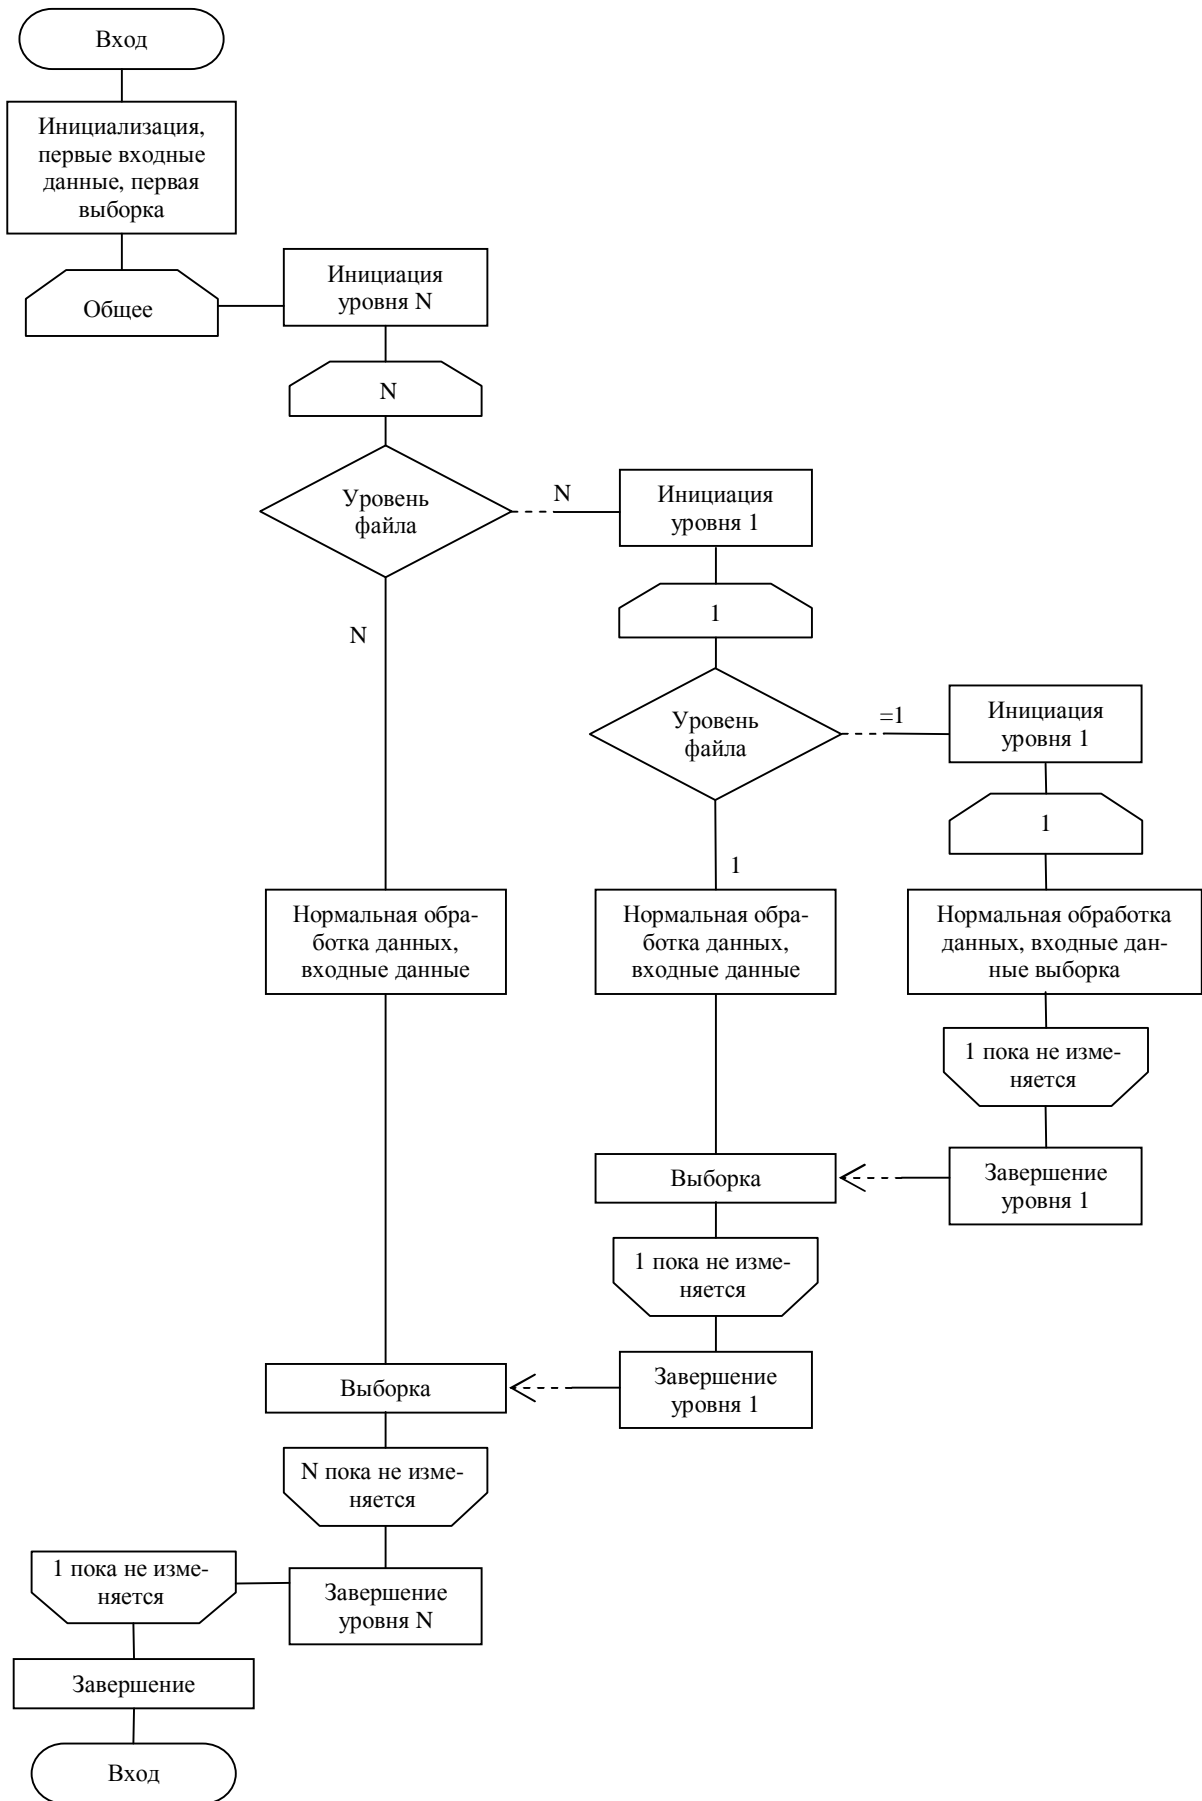 Вход
Инициализация,
первые входные
данные, первая
выборка
Общее
Инициация
уровня N
N
Уровень
файла
N
N
Инициация
уровня 1
1
Уровень
файла
=1
1
Инициация
уровня 1
1
Нормальная обра-
ботка данных,
входные данные
Нормальная обра-
ботка данных,
входные данные
Нормальная обработка
данных, входные дан-
ные выборка
1 пока не изме-
няется
Завершение
уровня 1
Выборка
1 пока не изме-
няется
Завершение
уровня 1
Выборка
N пока не изме-
няется
Завершение
уровня N
1 пока не изме-
няется
Завершение
Вход